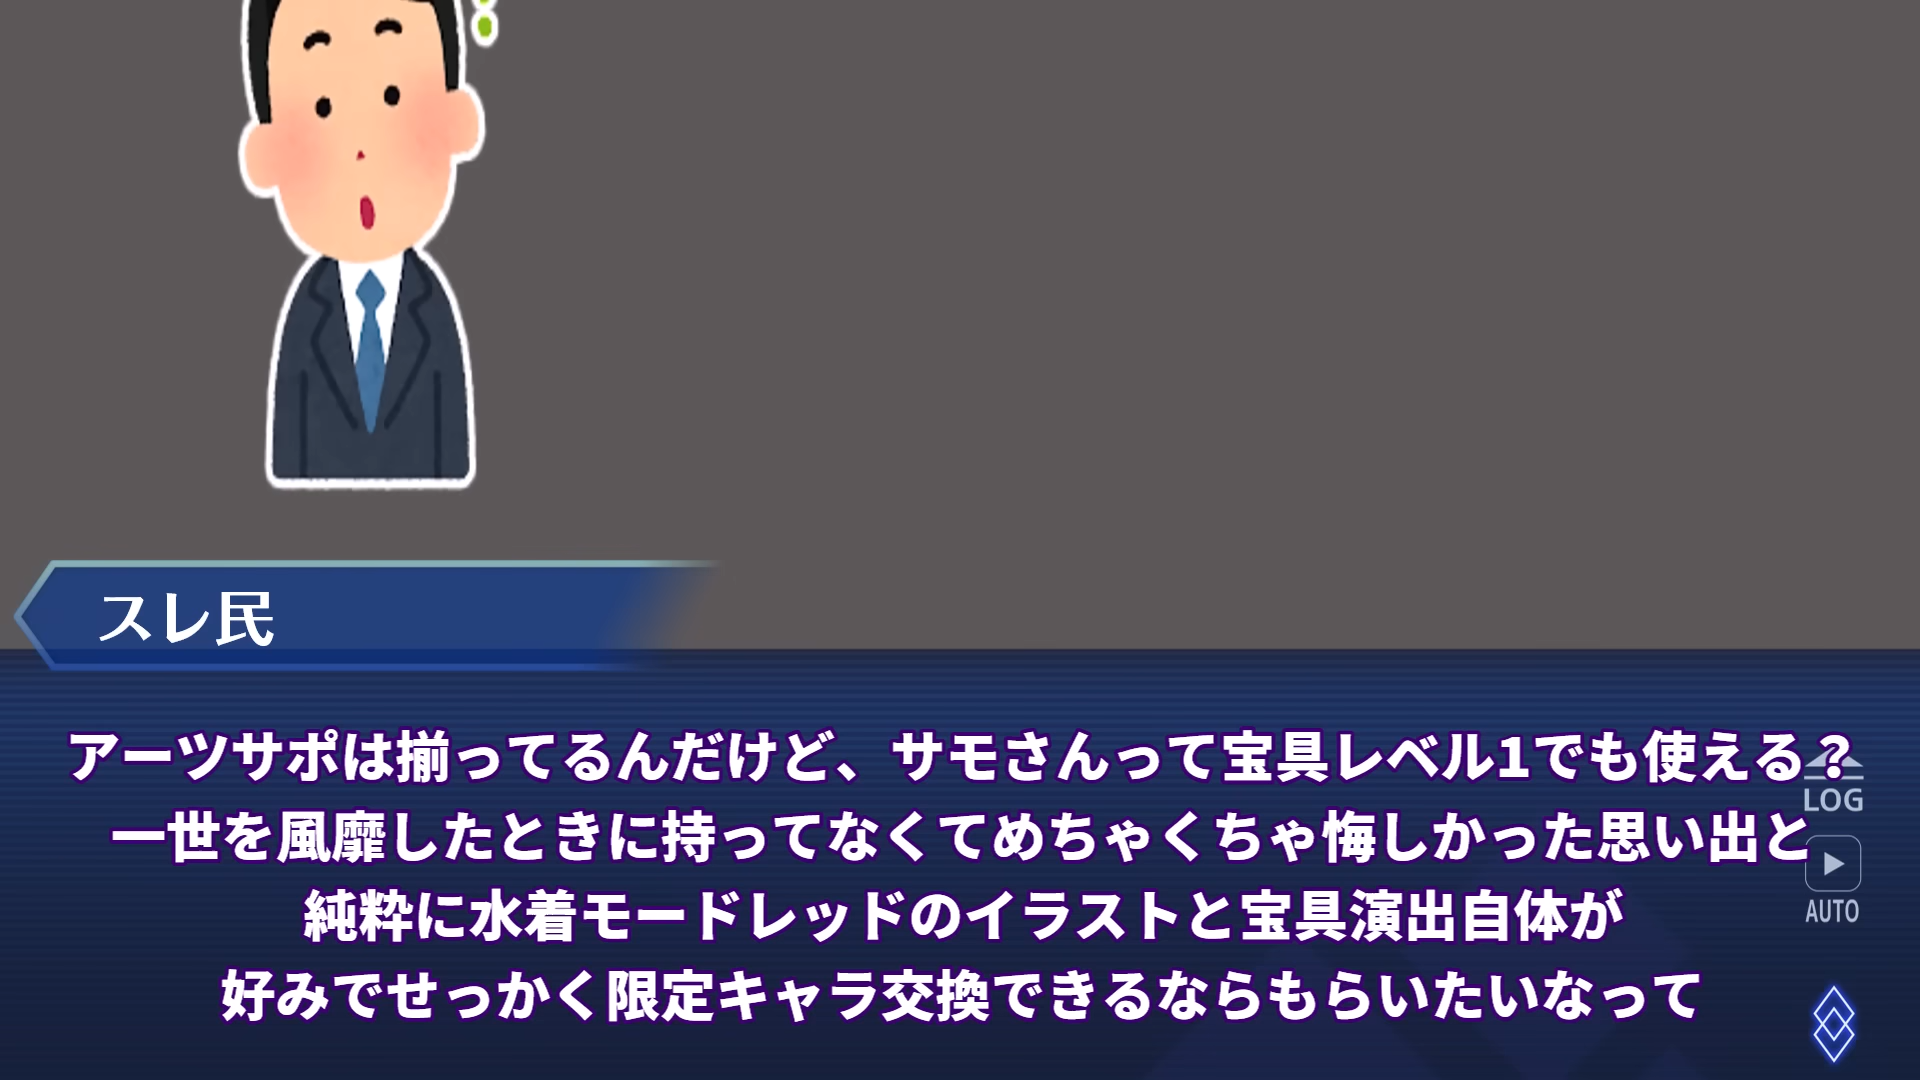 スレ民
アーツサポは揃ってるんだけど、サモさんって宝具レベル1でも使える？
一世を風靡したときに持ってなくてめちゃくちゃ悔しかった思い出と
純粋に水着モードレッドのイラストと宝具演出自体が
好みでせっかく限定キャラ交換できるならもらいたいなって
LOG
AUTO